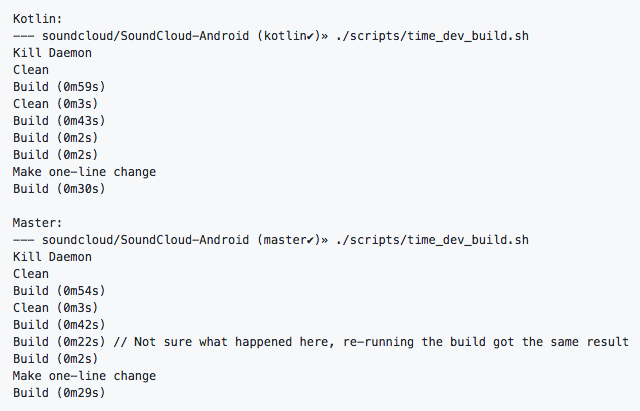 Kotlin:
--- soundcloud/SoundCloud-Android (kotlin✔)» ./scripts/time_dev_build.sh
Kill Daemon
Clean
Build (0m59s)
Clean (0m3s)
Build (0m43s)
Build (0m2s)
Build (0m2s)
Make one-line change
Build (0m30s)

Master:
--- soundcloud/SoundCloud-Android (master✔)» ./scripts/time_dev_build.sh
Kill Daemon
Clean
Build (0m54s)
Clean (0m3s)
Build (0m42s)
Build (0m22s) // Not sure what happened here, re-running the build got the same result
Build (0m2s)
Make one-line change
Build (0m29s)